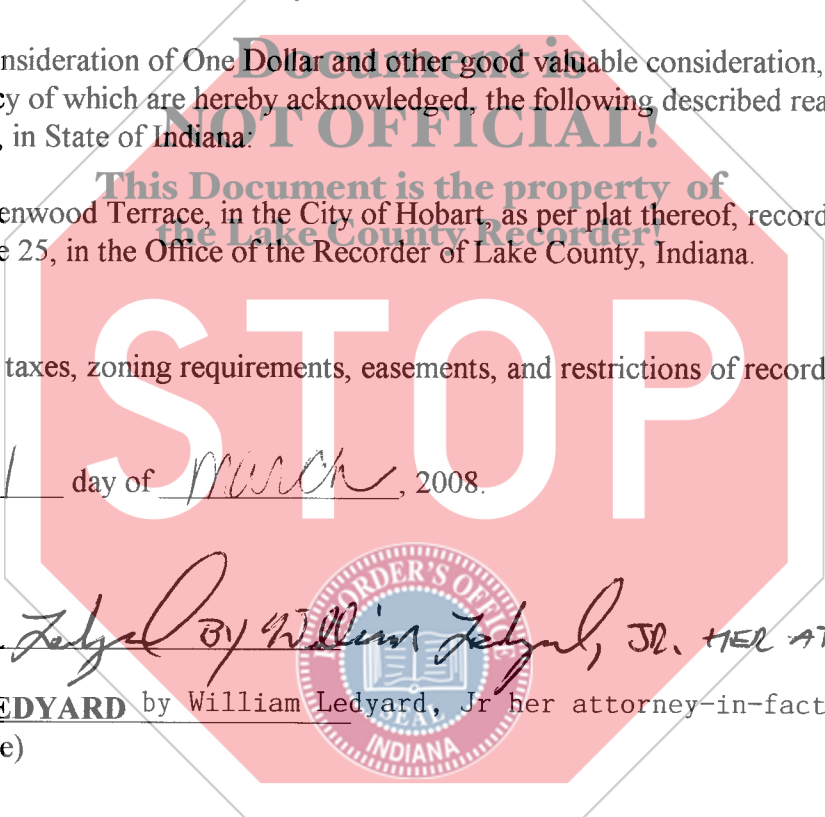 Document is
nsideration of One Dollar and other good valuable consideration,
cy of which are hereby acknowledged, the following described rea
NOT OFFICIAL!
, in State of Indiana:
This Document is the property of
enwood Terrace, in the City of Hobart, as per plat thereof, record
the Lake County Recorder!
e 25, in the Office of the Recorder of Lake County, Indiana.
STOP
taxes, zoning requirements, easements, and restrictions of record
day of March, 2008.
Ledyard By William Ledyard, JR. HER AT
EDYARD by William Ledyard, Jr her attorney-in-fact
e)
RECORDER'S OFFICE
SEAL
INDIANA